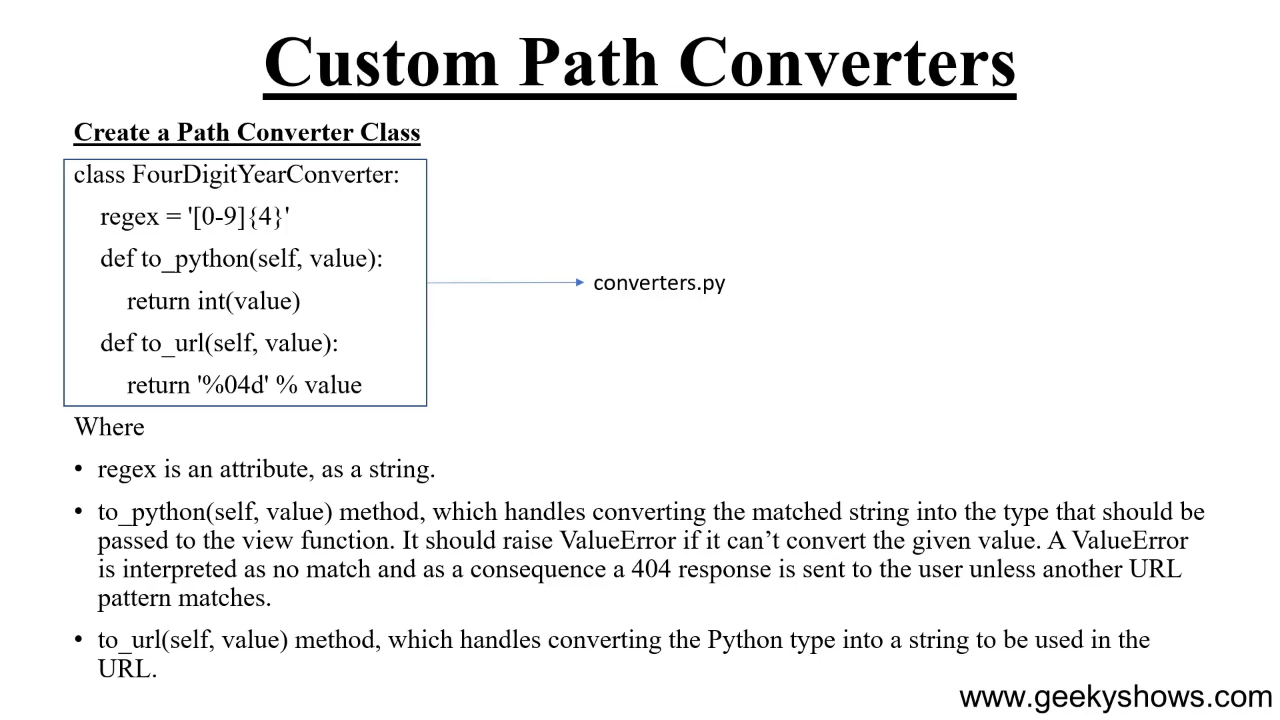 Custom Path Converters
Create a Path Converter Class
class FourDigitYearConverter:
regex = '[0-9]{4}'
def to_python(self, value):
return int(value)
def to_url(self, value):
return '%04d' % value
converters.py
Where
• regex is an attribute, as a string.
• to_python(self, value) method, which handles converting the matched string into the type that should be
passed to the view function. It should raise ValueError if it can’t convert the given value. A ValueError
is interpreted as no match and as a consequence a 404 response is sent to the user unless another URL
pattern matches.
• to_url(self, value) method, which handles converting the Python type into a string to be used in the
URL.
www.geekyshows.com